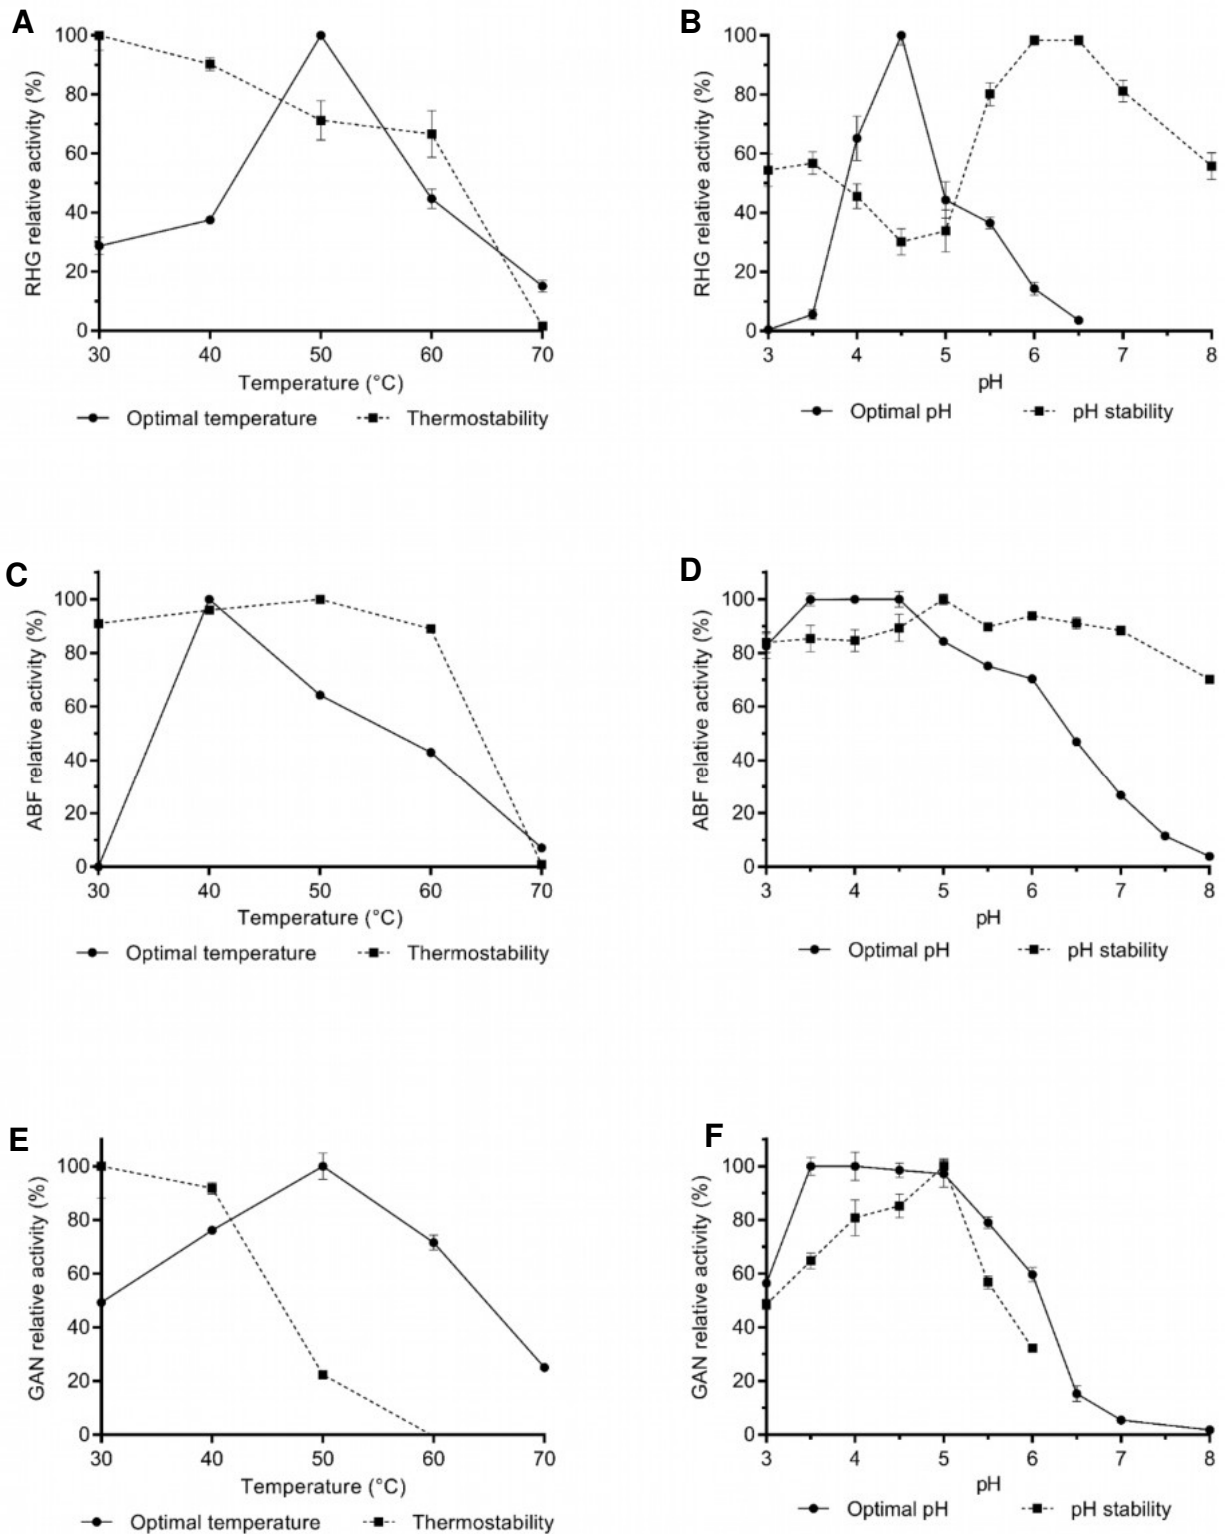 A
RHG relative activity (%)
100
80
60
40
20
0
30 40 50 60 70
Temperature (°C)
Optimal temperature Thermostability
B
RHG relative activity (%)
100
80
60
40
20
0
3 4 5 6 7 8
pH
Optimal pH pH stability
C
ABF relative activity (%)
100
80
60
40
20
0
30 40 50 60 70
Temperature (°C)
Optimal temperature Thermostability
D
ABF relative activity (%)
100
80
60
40
20
0
3 4 5 6 7 8
pH
Optimal pH pH stability
E
GAN relative activity (%)
100
80
60
40
20
0
30 40 50 60 70
Temperature (°C)
Optimal temperature Thermostability
F
GAN relative activity (%)
100
80
60
40
20
0
3 4 5 6 7 8
pH
Optimal pH pH stability